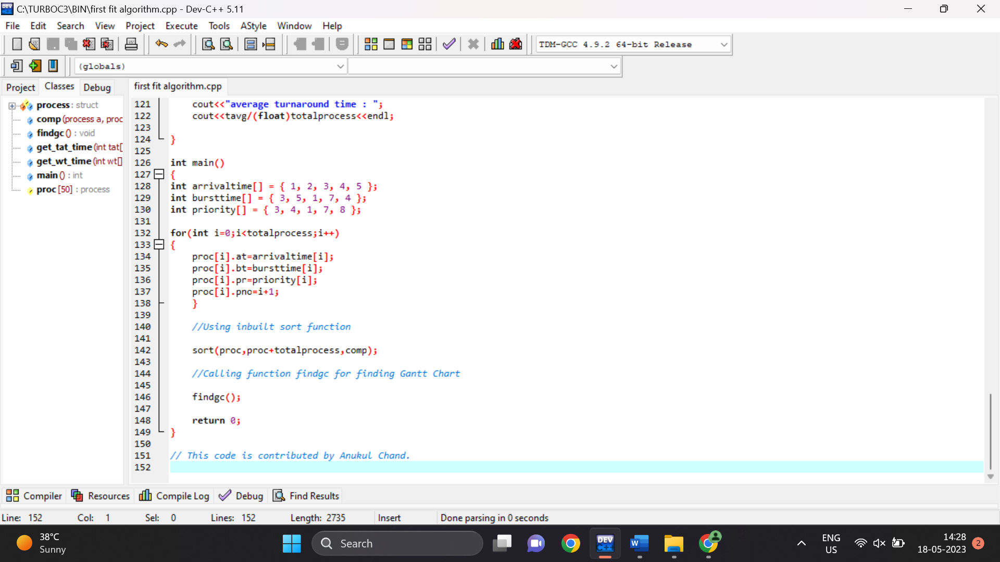 C:\TURBOC3\BIN\first fit algorithm.cpp - Dev-C++ 5.11
File Edit Search View Project Execute Tools AStyle Window Help
TDM-GCC 4.9.2 64-bit Release
(globals)
Project Classes Debug
first fit algorithm.cpp
process : struct
comp (process a, proc
findgc () : void
get_tat_time (int tat[
get_wt_time (int wt[]
main () : int
proc [50] : process
121 cout<<"average turnaround time : ";
122 cout<<tavg/(float)totalprocess<<endl;
123
124 }
125
126 int main()
127 {
128 int arrivaltime[] = { 1, 2, 3, 4, 5 };
129 int bursttime[] = { 3, 5, 1, 7, 4 };
130 int priority[] = { 3, 4, 1, 7, 8 };
131
132 for(int i=0;i<totalprocess;i++)
133 {
134 proc[i].at=arrivaltime[i];
135 proc[i].bt=bursttime[i];
136 proc[i].pr=priority[i];
137 proc[i].pno=i+1;
138 }
139
140 //Using inbuilt sort function
141
142 sort(proc,proc+totalprocess,comp);
143
144 //Calling function findgc for finding Gantt Chart
145
146 findgc();
147
148 return 0;
149 }
150
151 // This code is contributed by Anukul Chand.
152
Compiler Resources Compile Log Debug Find Results
Line: 152 Col: 1 Sel: 0 Lines: 152 Length: 2735 Insert Done parsing in 0 seconds
38°C
Sunny
Search
DEV
C++
W
ENG
US
14:28
18-05-2023
2